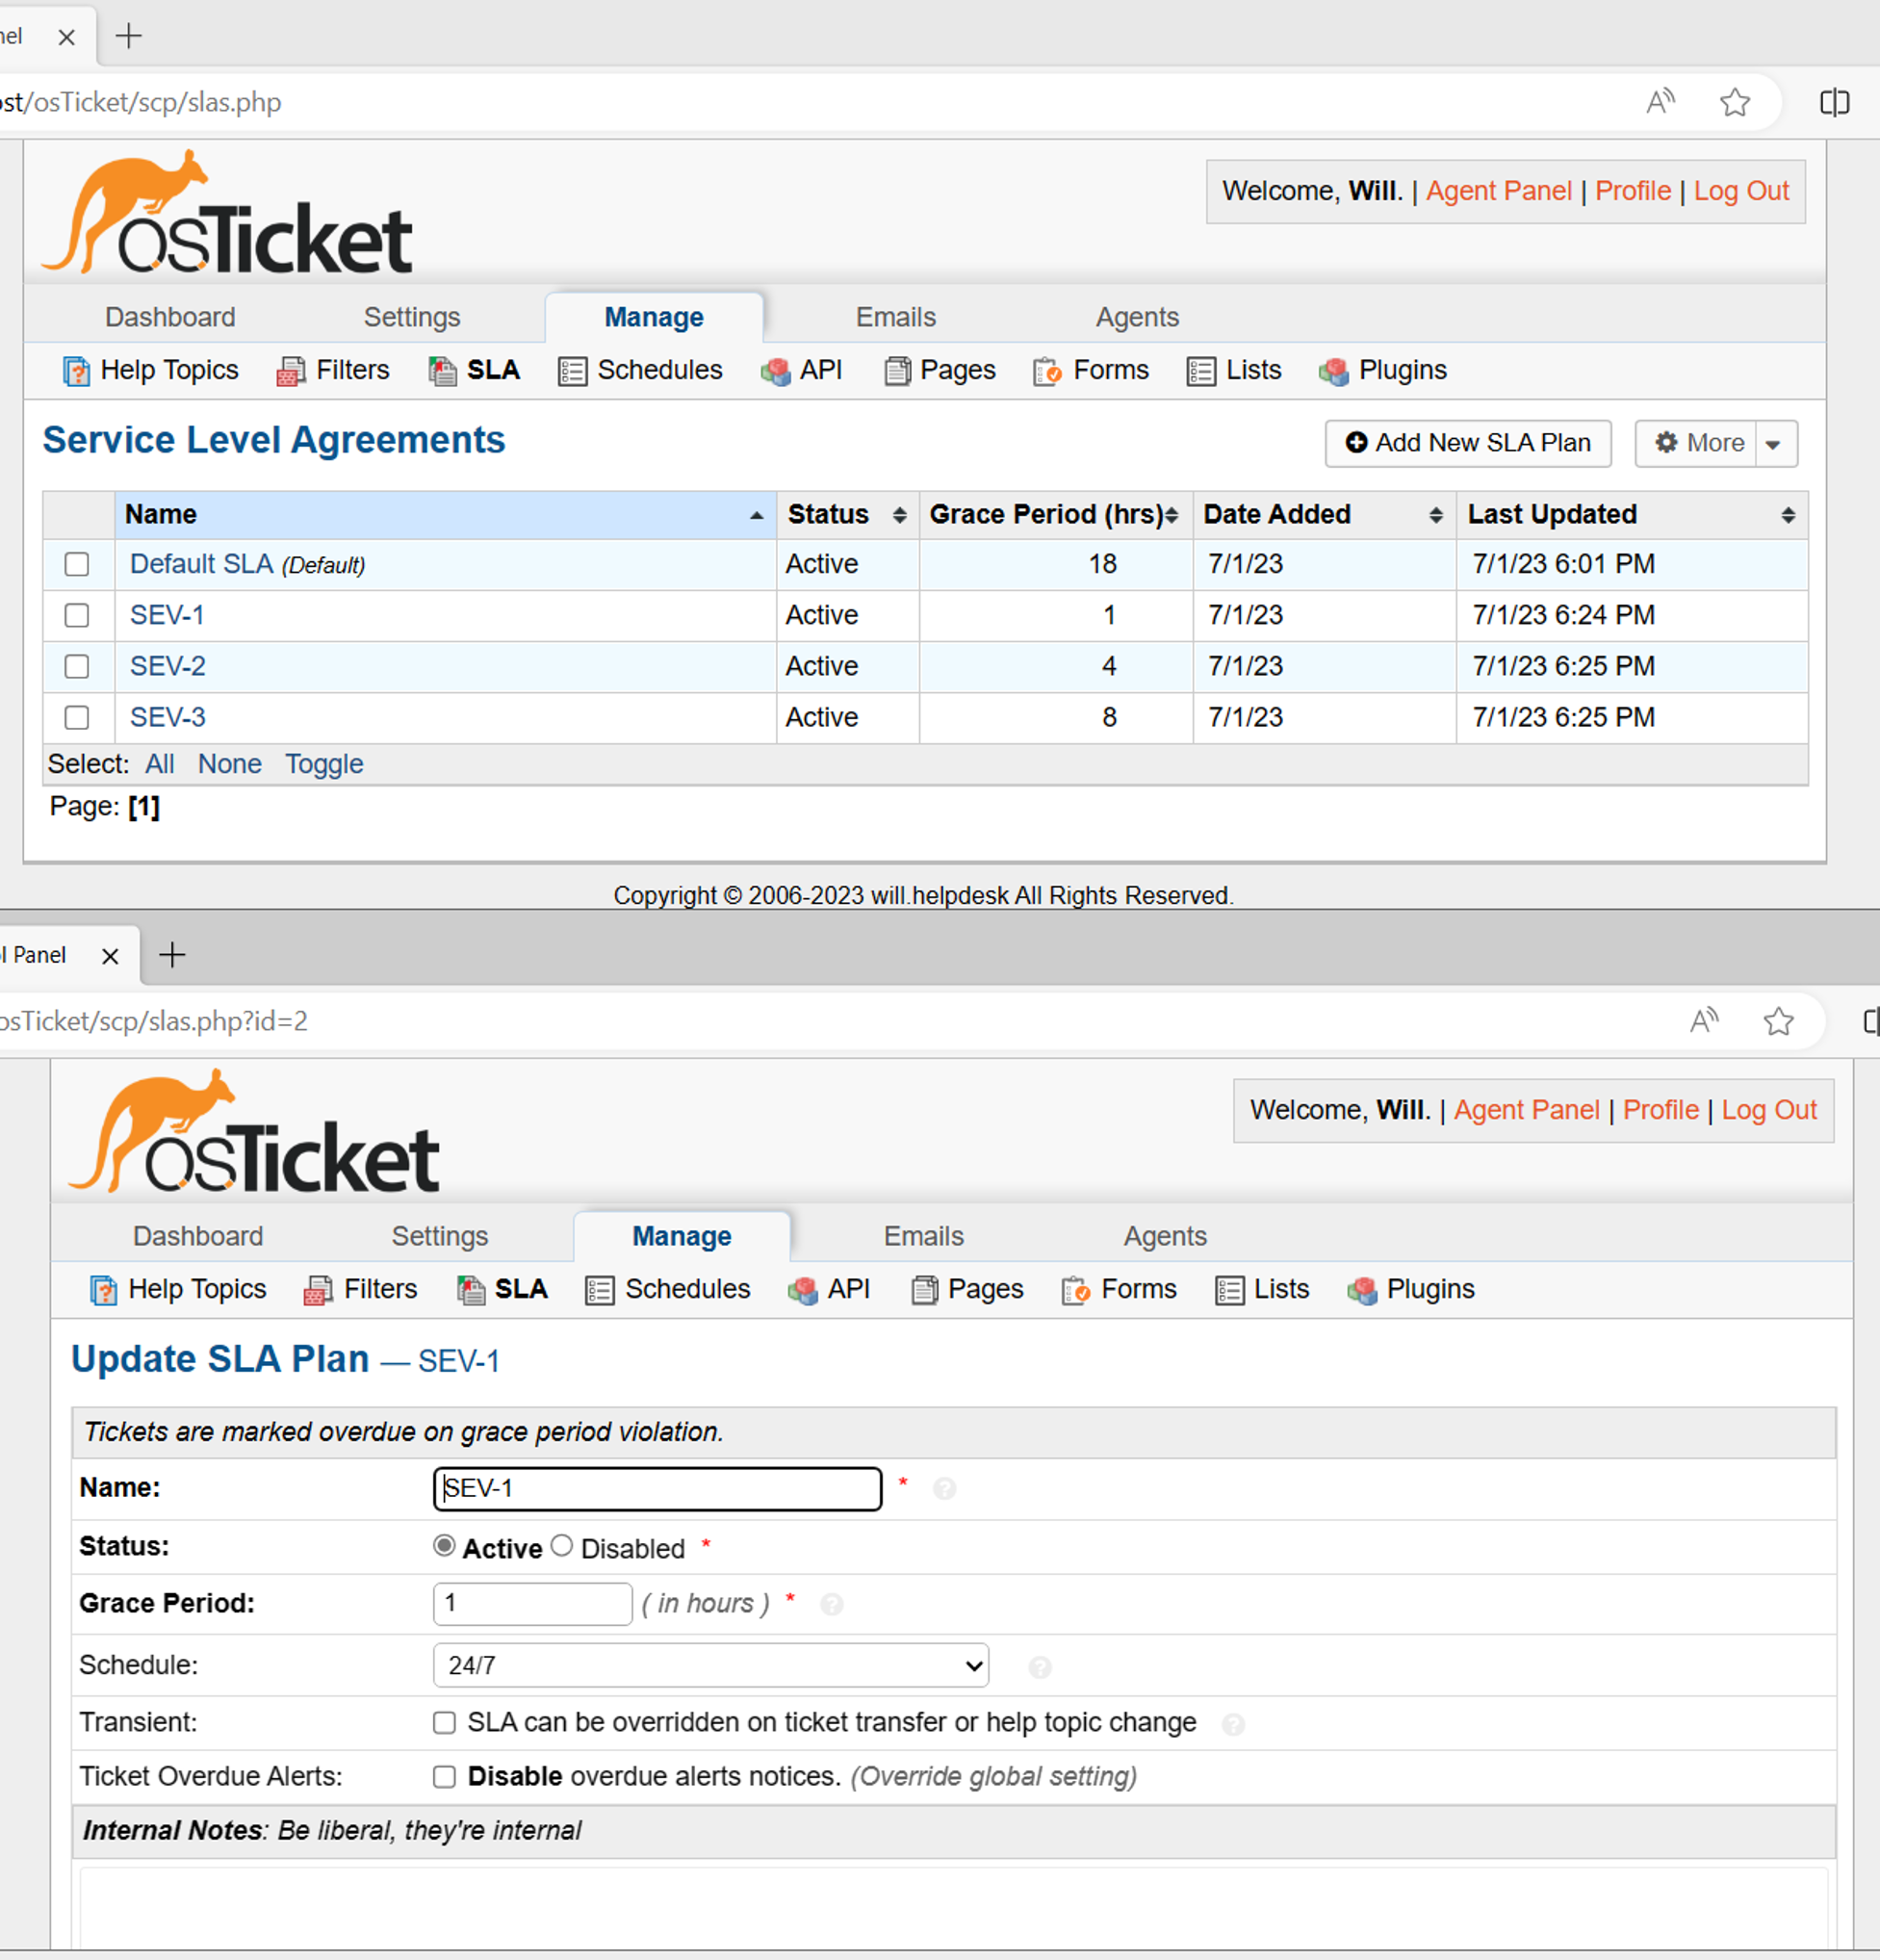 nel
ost/osTicket/scp/slas.php
osTicket
Welcome, Will. | Agent Panel | Profile | Log Out
Dashboard Settings Manage Emails Agents
Help Topics Filters SLA Schedules API Pages Forms Lists Plugins
Service Level Agreements
Add New SLA Plan More
Name Status Grace Period (hrs) Date Added Last Updated
Default SLA (Default) Active 18 7/1/23 7/1/23 6:01 PM
SEV-1 Active 1 7/1/23 7/1/23 6:24 PM
SEV-2 Active 4 7/1/23 7/1/23 6:25 PM
SEV-3 Active 8 7/1/23 7/1/23 6:25 PM
Select: All None Toggle
Page: [1]
Copyright © 2006-2023 will.helpdesk All Rights Reserved.
l Panel
osTicket/scp/slas.php?id=2
osTicket
Welcome, Will. | Agent Panel | Profile | Log Out
Dashboard Settings Manage Emails Agents
Help Topics Filters SLA Schedules API Pages Forms Lists Plugins
Update SLA Plan — SEV-1
Tickets are marked overdue on grace period violation.
Name: SEV-1 *
Status: Active Disabled *
Grace Period: 1 ( in hours ) *
Schedule: 24/7
Transient: SLA can be overridden on ticket transfer or help topic change
Ticket Overdue Alerts: Disable overdue alerts notices. (Override global setting)
Internal Notes: Be liberal, they're internal